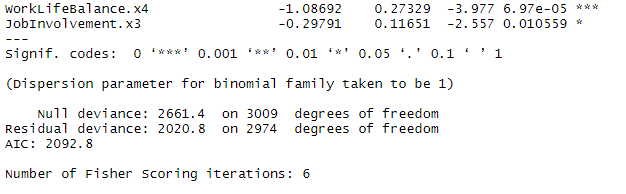 WorkLifeBalance.x4 -1.08692 0.27329 -3.977 6.97e-05 ***
JobInvolvement.x3 -0.29791 0.11651 -2.557 0.010559 *
---
Signif. codes: 0 ‘***’ 0.001 ‘**’ 0.01 ‘*’ 0.05 ‘.’ 0.1 ‘ ’ 1
(Dispersion parameter for binomial family taken to be 1)
Null deviance: 2661.4 on 3009 degrees of freedom
Residual deviance: 2020.8 on 2974 degrees of freedom
AIC: 2092.8
Number of Fisher Scoring iterations: 6